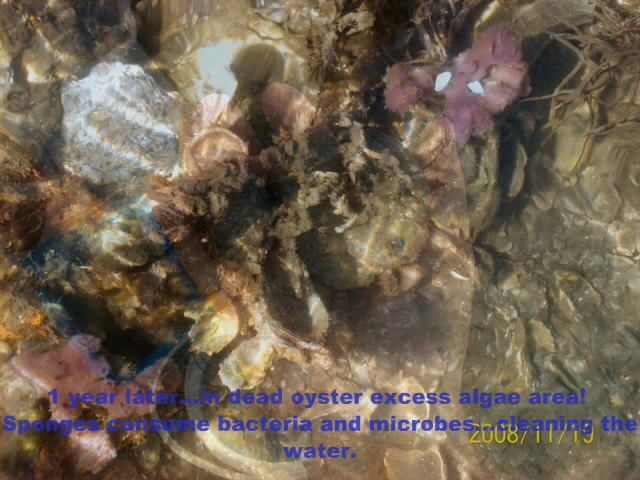 1 year later...in dead oyster excess algae area!
Sponges consume bacteria and microbes...cleaning the
water.
2008/11/19